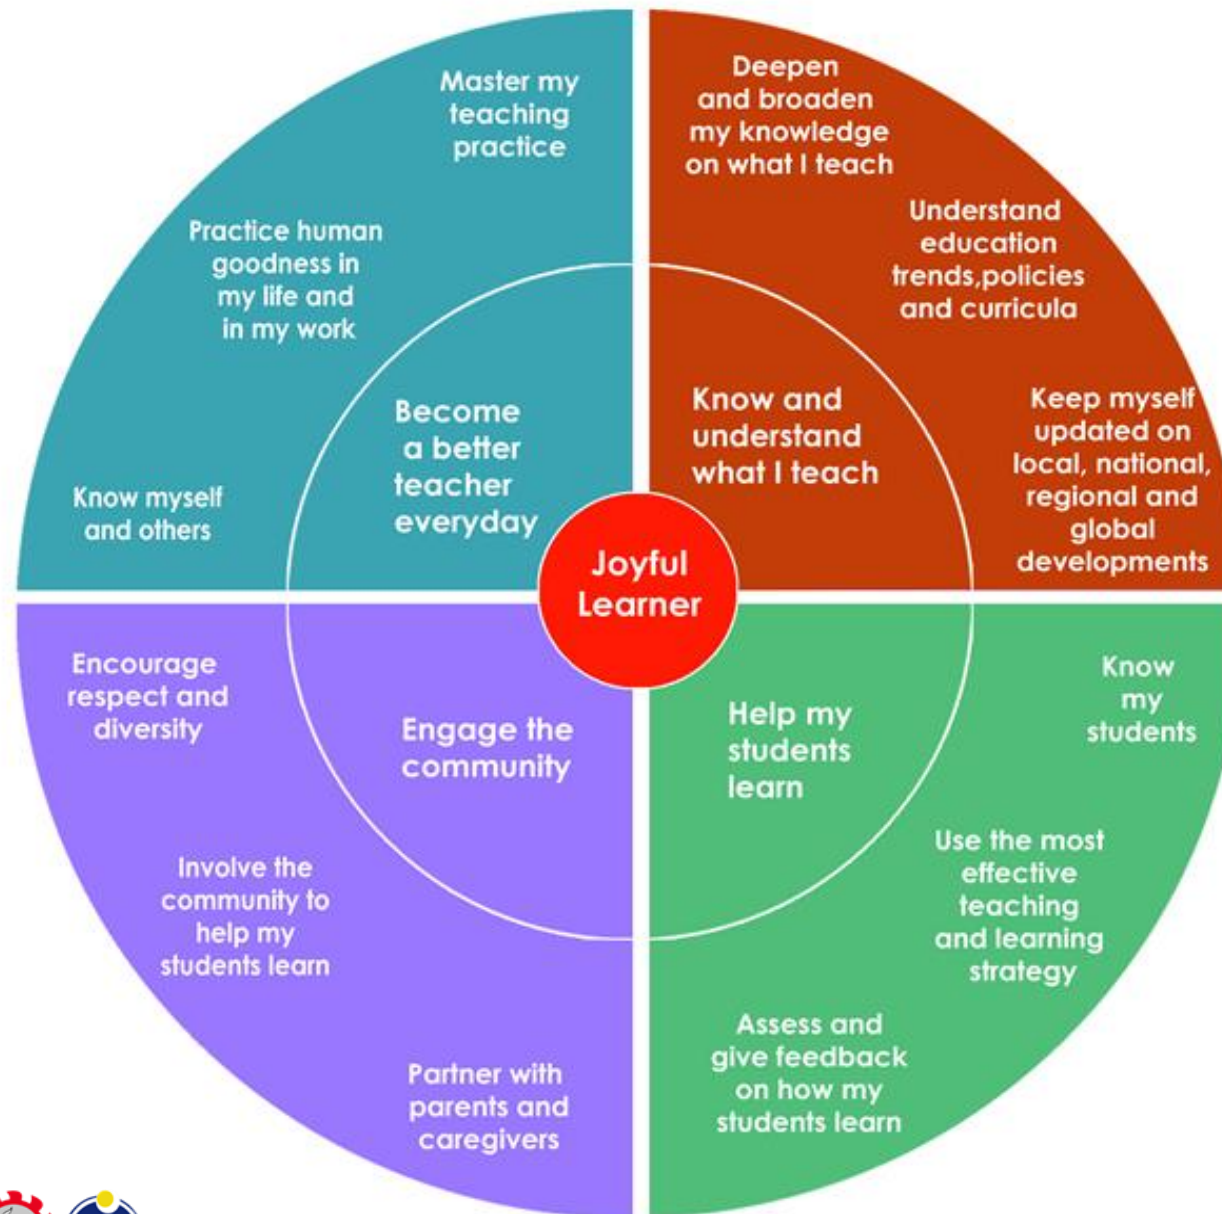 Master my
teaching
practice
Practice human
goodness in
my life and
in my work
Know myself
and others
Become
a better
teacher
everyday
Deepen
and broaden
my knowledge
on what I teach
Understand
education
trends,policies
and curricula
Keep myself
updated on
local, national,
regional and
global
developments
Know and
understand
what I teach
Joyful
Learner
Encourage
respect and
diversity
Involve the
community to
help my
students learn
Partner with
parents and
caregivers
Engage the
community
Help my
students
learn
Know
my
students
Use the most
effective
teaching
and learning
strategy
Assess and
give feedback
on how my
students learn